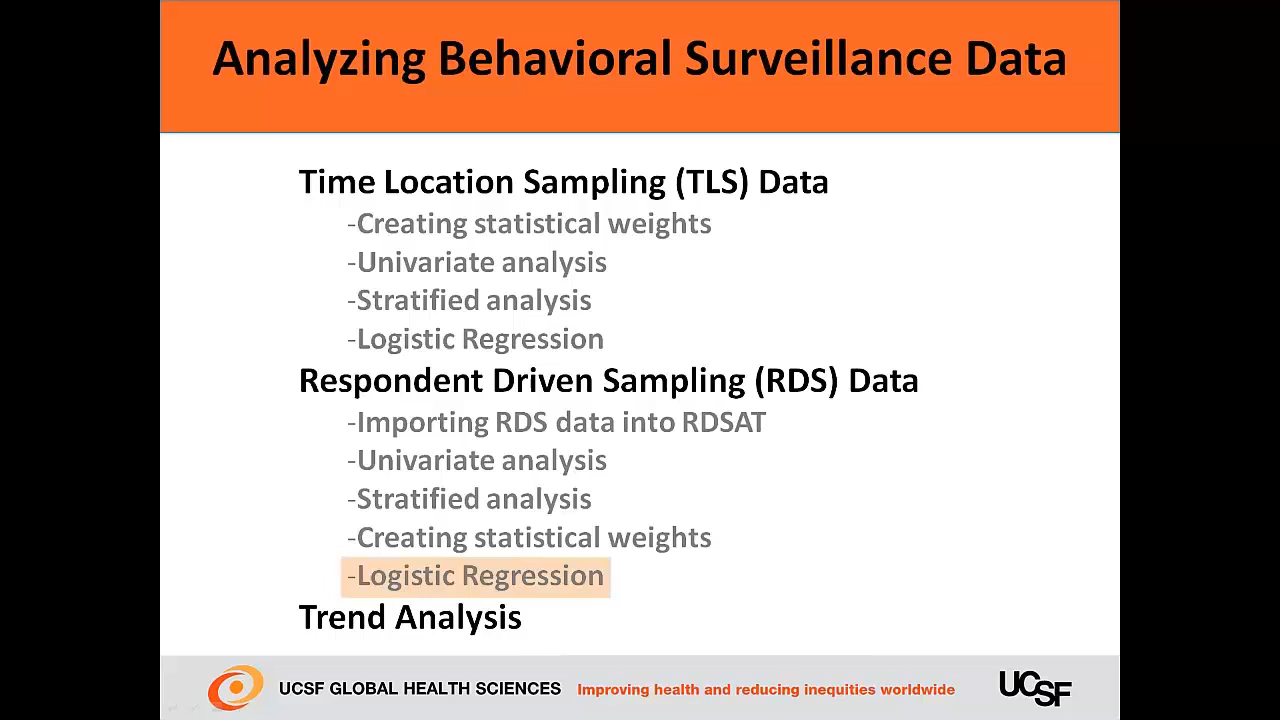 Analyzing Behavioral Surveillance Data
Time Location Sampling (TLS) Data
-Creating statistical weights
-Univariate analysis
-Stratified analysis
-Logistic Regression
Respondent Driven Sampling (RDS) Data
-Importing RDS data into RDSAT
-Univariate analysis
-Stratified analysis
-Creating statistical weights
-Logistic Regression
Trend Analysis
UCSF GLOBAL HEALTH SCIENCES Improving health and reducing inequities worldwide UCSF